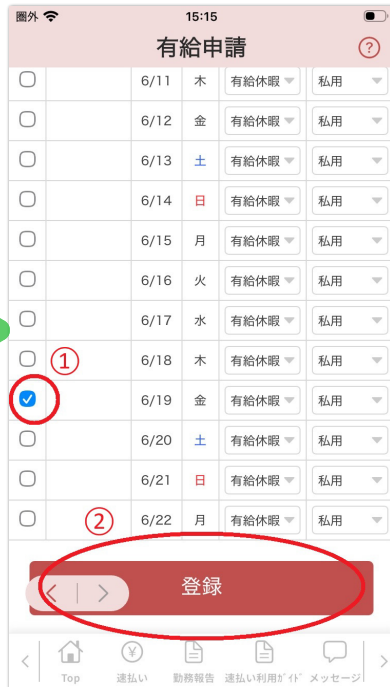 圏外 15:15
有給申請 ?
6/11 木 有給休暇 私用
6/12 金 有給休暇 私用
6/13 土 有給休暇 私用
6/14 日 有給休暇 私用
6/15 月 有給休暇 私用
6/16 火 有給休暇 私用
6/17 水 有給休暇 私用
① 6/18 木 有給休暇 私用
6/19 金 有給休暇 私用
6/20 土 有給休暇 私用
6/21 日 有給休暇 私用
② 6/22 月 有給休暇 私用
登録
Top 速払い 勤務報告 速払い利用ガイド メッセージ